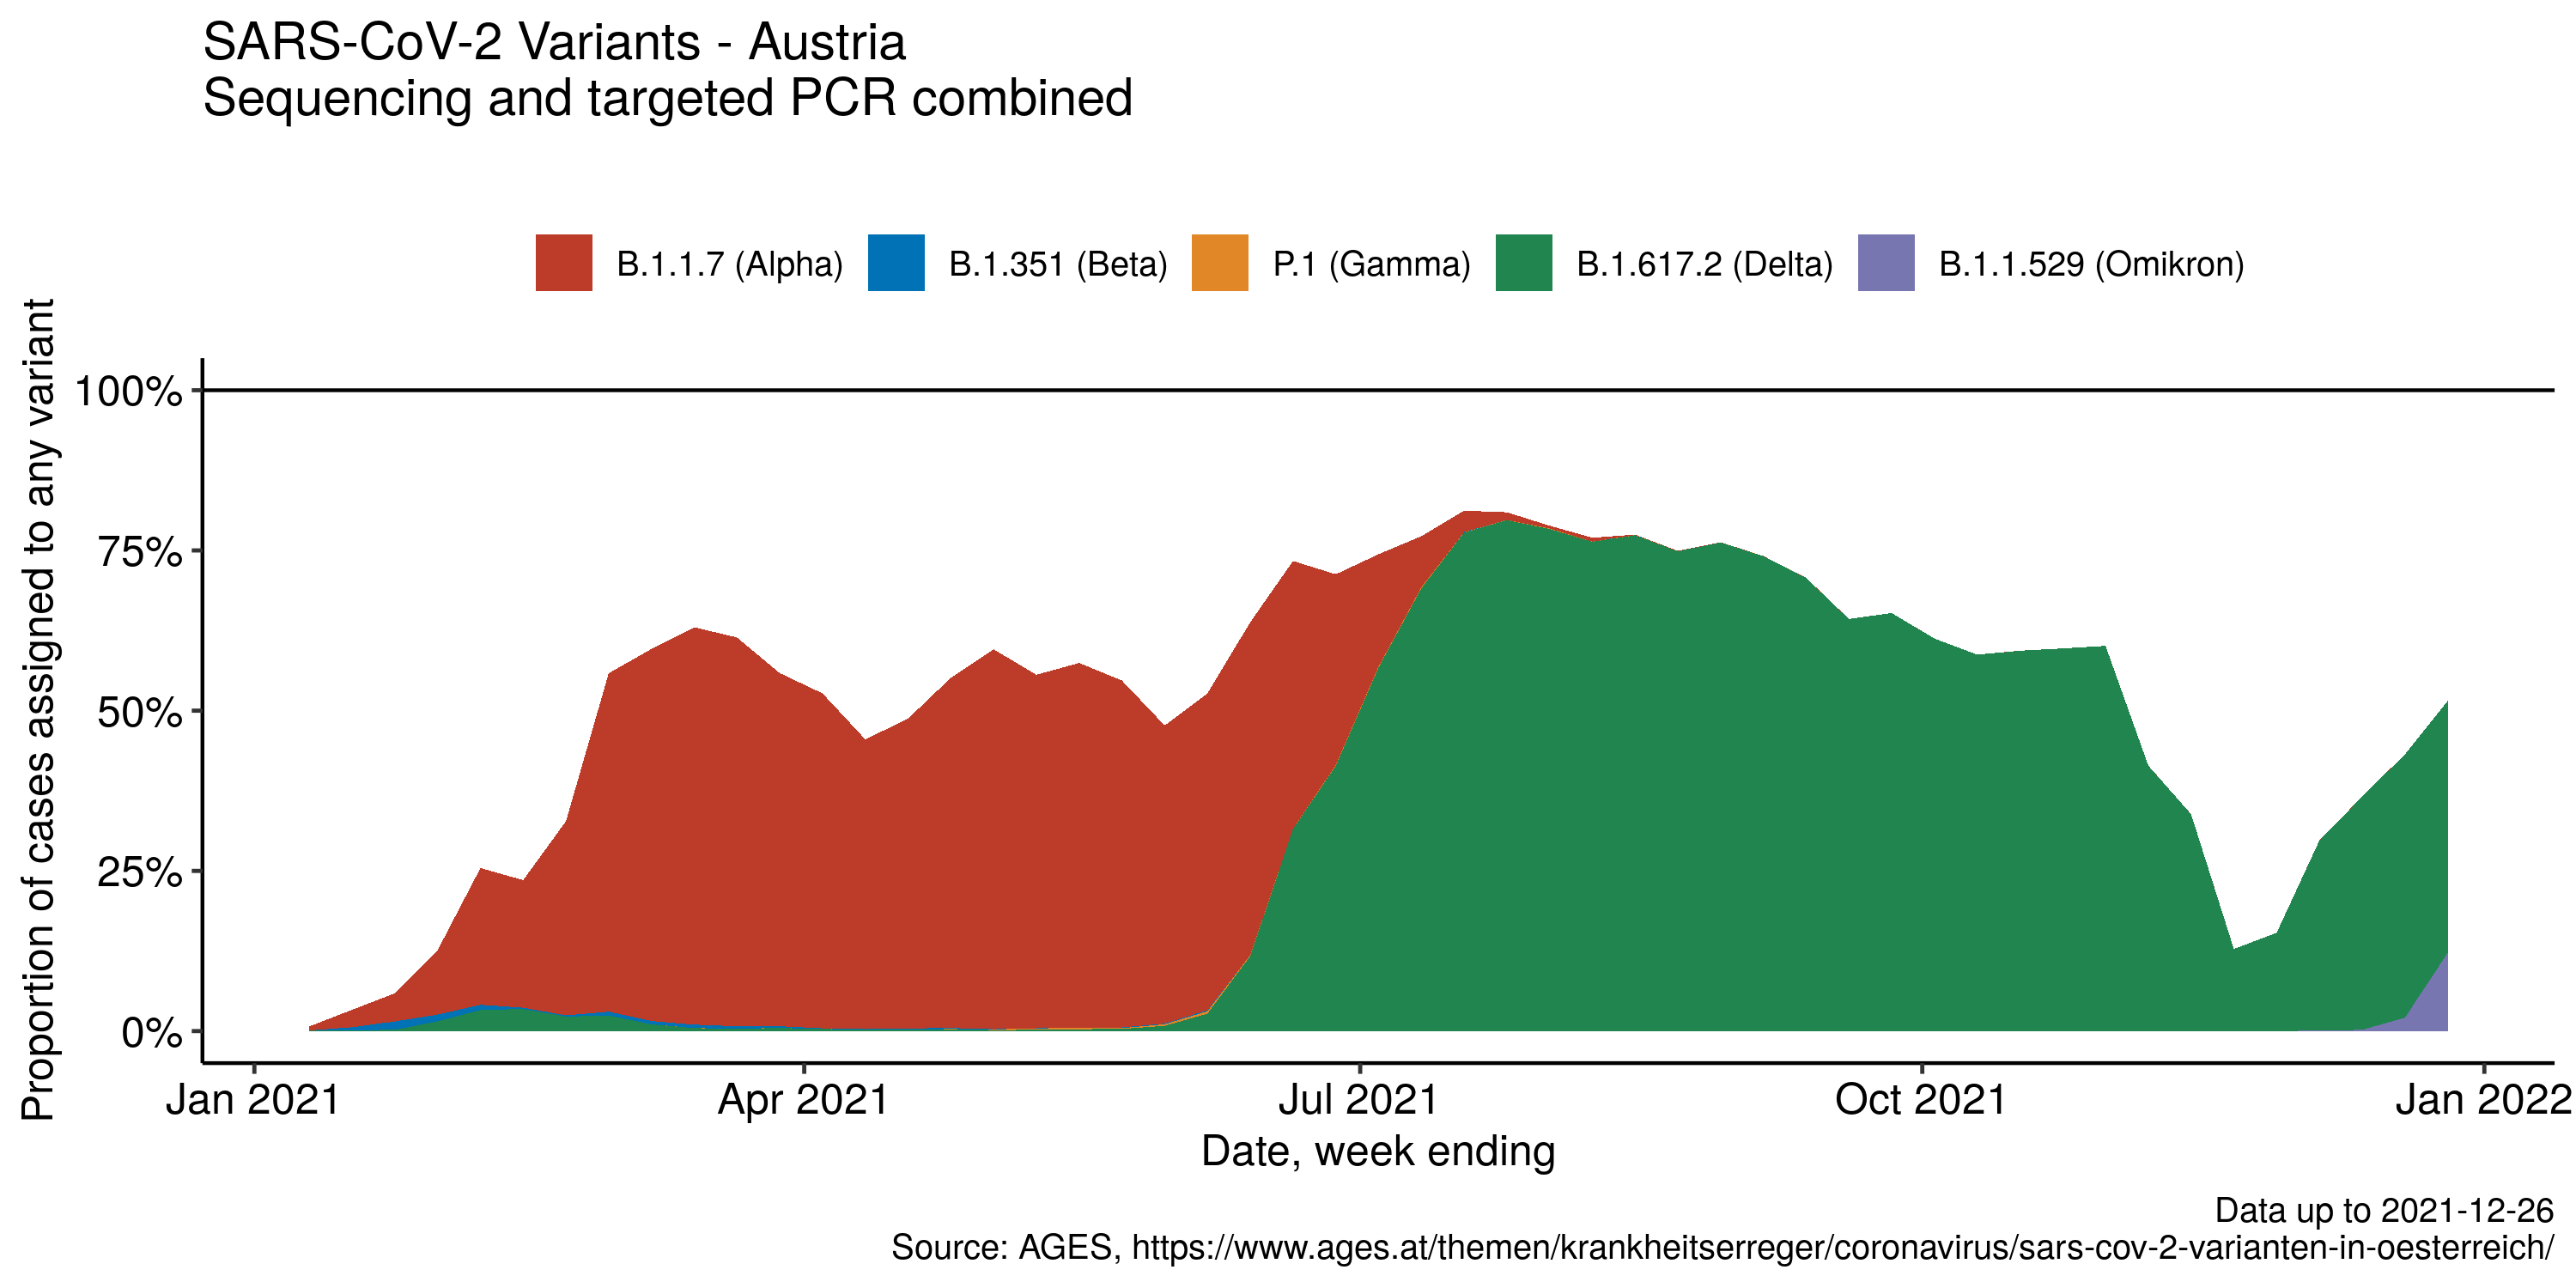 SARS-CoV-2 Variants - Austria
Sequencing and targeted PCR combined
B.1.1.7 (Alpha)
B.1.351 (Beta)
P.1 (Gamma)
B.1.617.2 (Delta)
B.1.1.529 (Omikron)
Proportion of cases assigned to any variant
100%
75%
50%
25%
0%
Jan 2021
Apr 2021
Jul 2021
Oct 2021
Jan 2022
Date, week ending
Data up to 2021-12-26
Source: AGES, https://www.ages.at/themen/krankheitserreger/coronavirus/sars-cov-2-varianten-in-oesterreich/